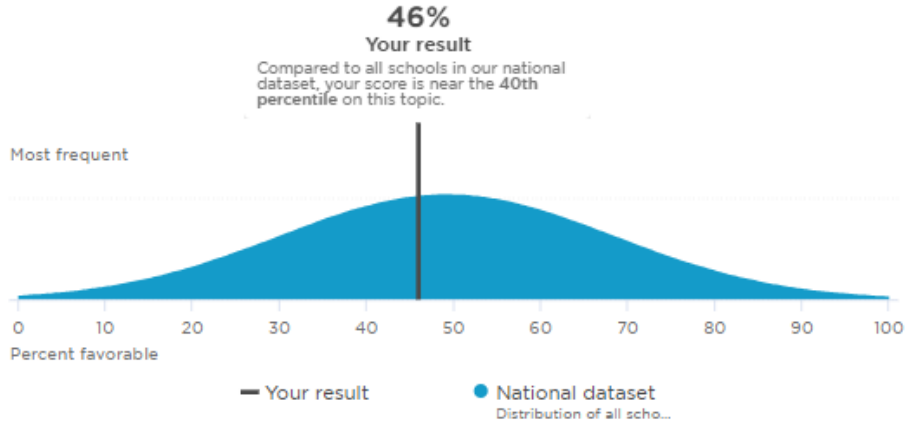 46%
Your result
Compared to all schools in our national
dataset, your score is near the 40th
percentile on this topic.
Most frequent
0 10 20 30 40 50 60 70 80 90 100
Percent favorable
Your result
National dataset
Distribution of all scho...